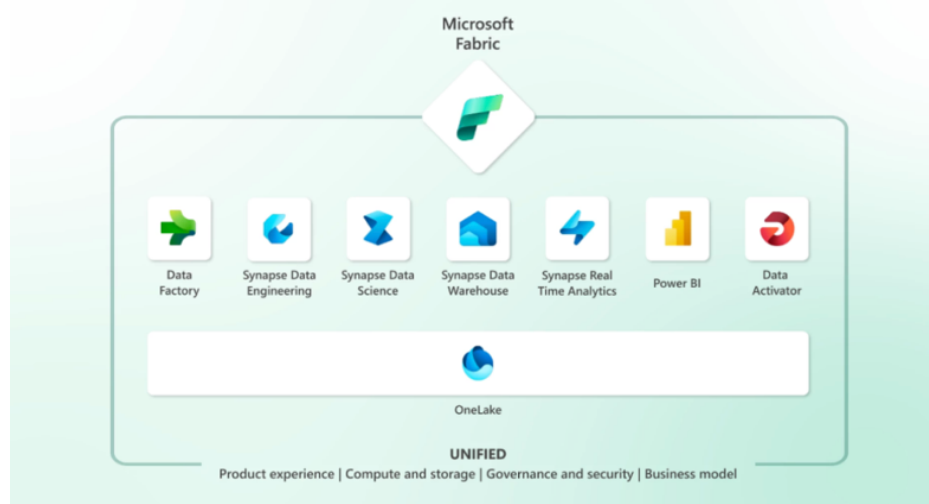 Microsoft
Fabric
Data
Factory
Synapse Data
Engineering
Synapse Data
Science
Synapse Data
Warehouse
Synapse Real
Time Analytics
Power BI
Data
Activator
OneLake
UNIFIED
Product experience | Compute and storage | Governance and security | Business model